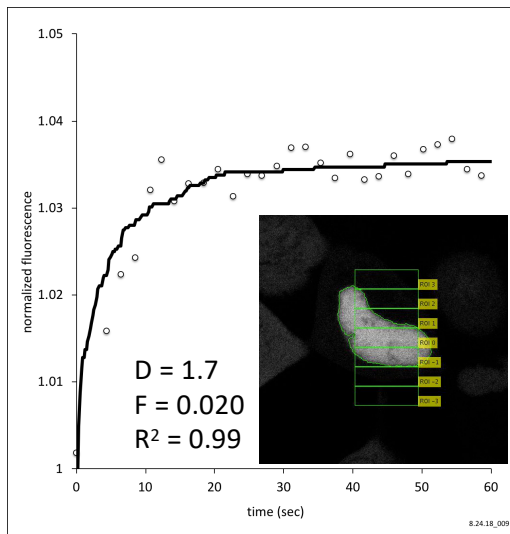 1.05
1.04
1.03
1.02
1.01
1
normalized fluorescence
0
10
20
30
40
50
60
time (sec)
D = 1.7
F = 0.020
R² = 0.99
ROI 3
ROI 2
ROI 1
ROI 0
ROI -1
ROI -2
ROI -3
8.24.18_009